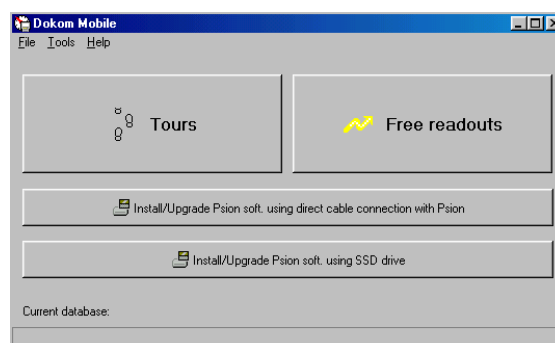 Dokom Mobile
File Tools Help
Tours
Free readouts
Install/Upgrade Psion soft. using direct cable connection with Psion
Install/Upgrade Psion soft. using SSD drive
Current database: